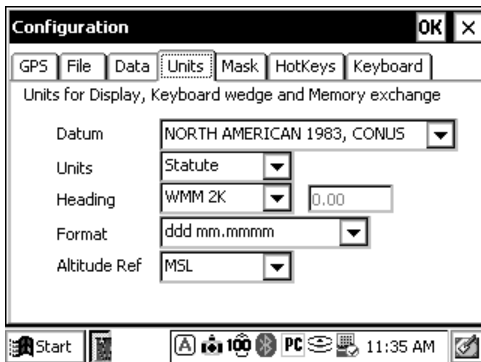 Configuration OK ×
GPS File Data Units Mask HotKeys Keyboard
Units for Display, Keyboard wedge and Memory exchange
Datum NORTH AMERICAN 1983, CONUS
Units Statute
Heading WMM 2K 0.00
Format ddd mm.mmmm
Altitude Ref MSL
Start A 100 PC 11:35 AM